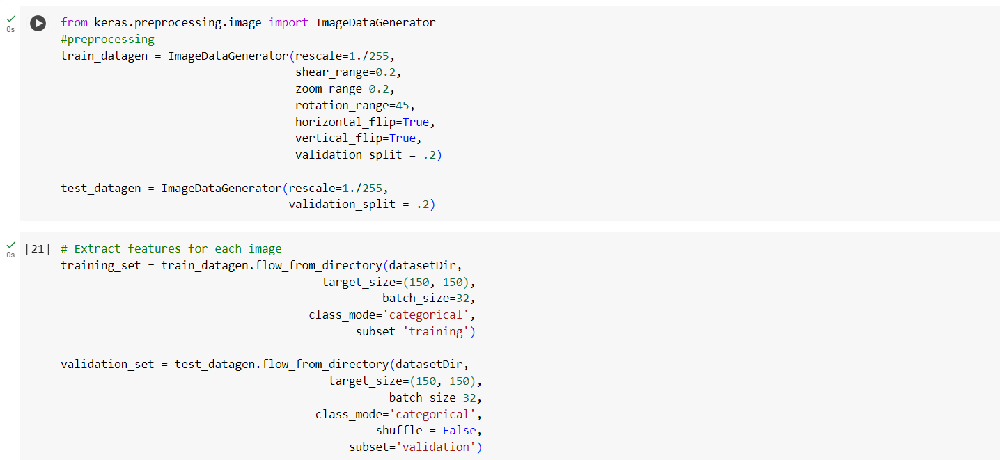 0s
from keras.preprocessing.image import ImageDataGenerator
#preprocessing
train_datagen = ImageDataGenerator(rescale=1./255,
shear_range=0.2,
zoom_range=0.2,
rotation_range=45,
horizontal_flip=True,
vertical_flip=True,
validation_split = .2)
test_datagen = ImageDataGenerator(rescale=1./255,
validation_split = .2)
0s
[21] # Extract features for each image
training_set = train_datagen.flow_from_directory(datasetDir,
target_size=(150, 150),
batch_size=32,
class_mode='categorical',
subset='training')
validation_set = test_datagen.flow_from_directory(datasetDir,
target_size=(150, 150),
batch_size=32,
class_mode='categorical',
shuffle = False,
subset='validation')